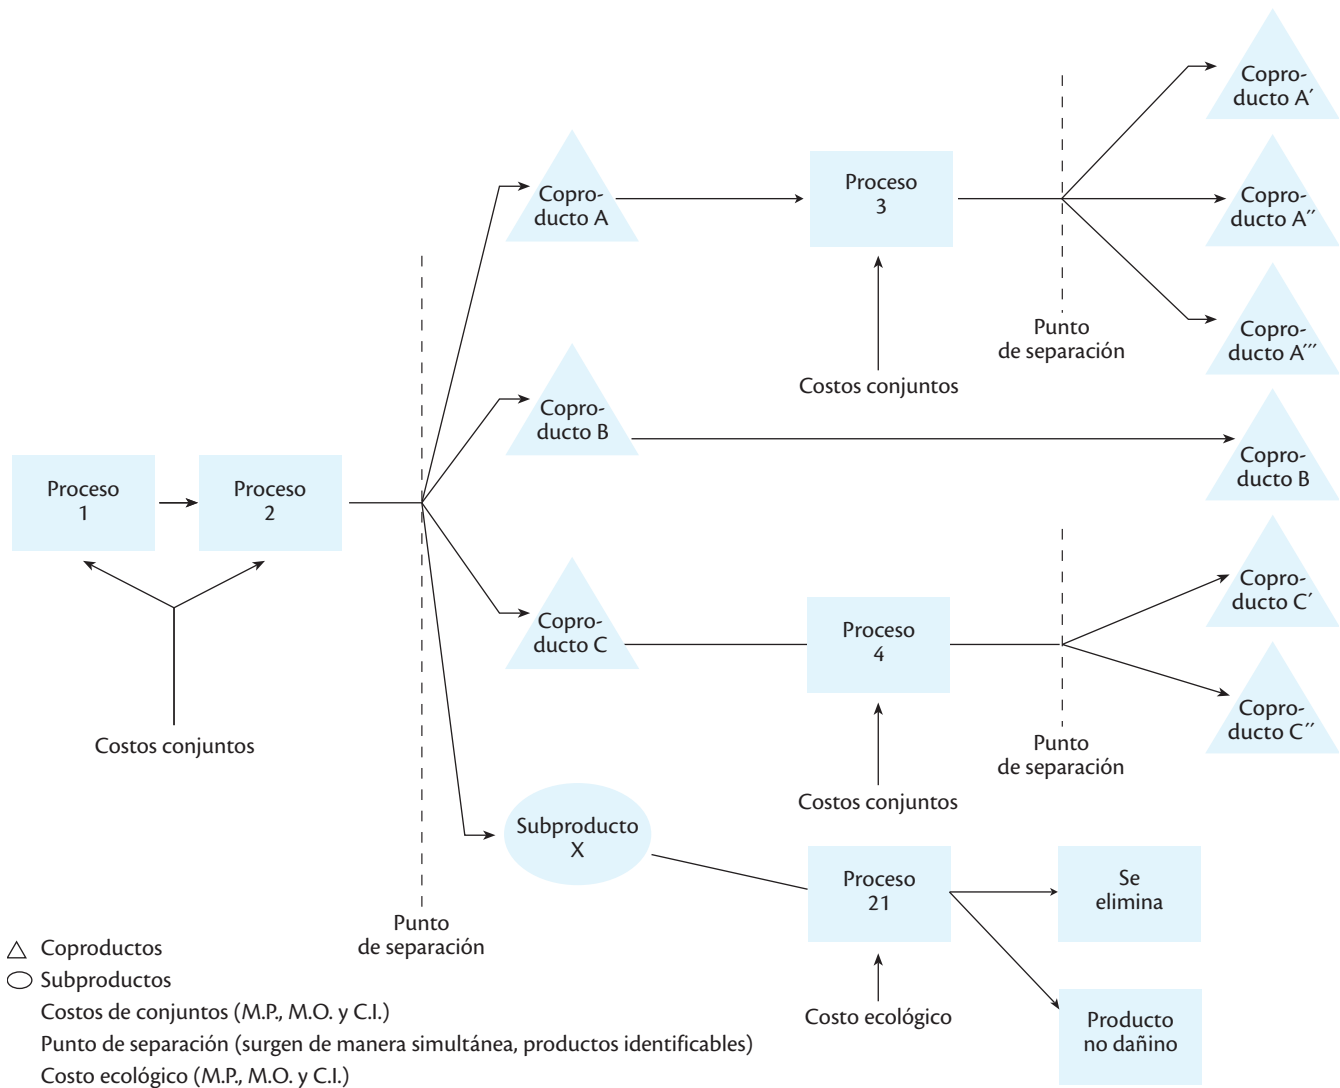 Copro-
ducto A′
Copro-
ducto A
Proceso
3
Copro-
ducto A″
Punto
de separación
Copro-
ducto A‴
Costos conjuntos
Copro-
ducto B
Copro-
ducto B
Proceso
1
Proceso
2
Copro-
ducto C′
Copro-
ducto C
Proceso
4
Copro-
ducto C″
Costos conjuntos
Punto
de separación
Costos conjuntos
Subproducto
X
Proceso
21
Se
elimina
Punto
de separación
Costo ecológico
Producto
no dañino
Coproductos
Subproductos
Costos de conjuntos (M.P., M.O. y C.I.)
Punto de separación (surgen de manera simultánea, productos identificables)
Costo ecológico (M.P., M.O. y C.I.)